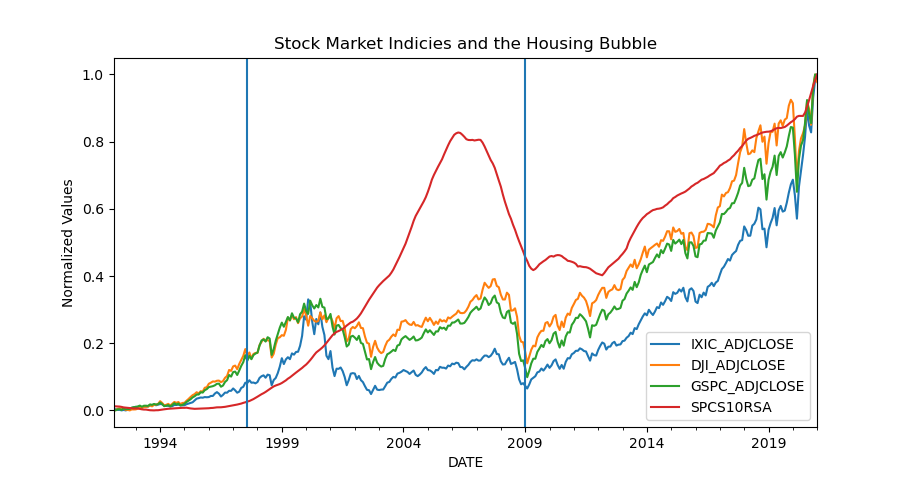 Stock Market Indicies and the Housing Bubble
Normalized Values
1.0
0.8
0.6
0.4
0.2
0.0
IXIC_ADJCLOSE
DJI_ADJCLOSE
GSPC_ADJCLOSE
SPCS10RSA
1994 1999 2004 2009 2014 2019
DATE